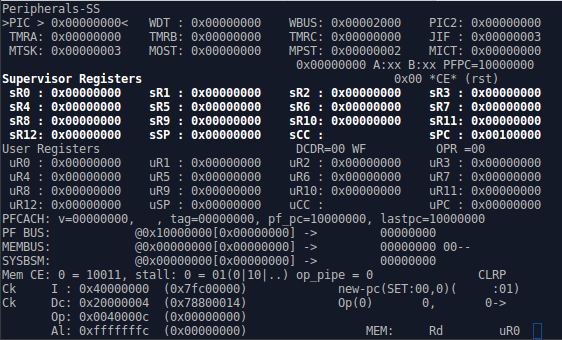 Peripherals-SS
>PIC > 0x00000000< WDT : 0x00000000 WBUS: 0x00002000 PIC2: 0x00000000
TMRA: 0x00000000 TMRB: 0x00000000 TMRC: 0x00000000 JIF : 0x00000003
MTSK: 0x00000003 MOST: 0x00000000 MPST: 0x00000002 MICT: 0x00000000
0x00000000 A:xx B:xx PFPC=10000000
Supervisor Registers 0x00 *CE* (rst)
sR0 : 0x00000000 sR1 : 0x00000000 sR2 : 0x00000000 sR3 : 0x00000000
sR4 : 0x00000000 sR5 : 0x00000000 sR6 : 0x00000000 sR7 : 0x00000000
sR8 : 0x00000000 sR9 : 0x00000000 sR10: 0x00000000 sR11: 0x00000000
sR12: 0x00000000 sSP : 0x00000000 sCC : sPC : 0x00100000
User Registers DCDR=00 WF OPR =00
uR0 : 0x00000000 uR1 : 0x00000000 uR2 : 0x00000000 uR3 : 0x00000000
uR4 : 0x00000000 uR5 : 0x00000000 uR6 : 0x00000000 uR7 : 0x00000000
uR8 : 0x00000000 uR9 : 0x00000000 uR10: 0x00000000 uR11: 0x00000000
uR12: 0x00000000 uSP : 0x00000000 uCC : uPC : 0x00000000
PFCACH: v=00000000, , tag=00000000, pf_pc=10000000, lastpc=10000000
PF BUS: @0x10000000[0x00000000] -> 00000000
MEMBUS: @0x00000000[0x00000000] -> 00000000 00--
SYSBSM: @0x00000000[0x00000000] -> 00000000
Mem CE: 0 = 10011, stall: 0 = 01(0|10|..) op_pipe = 0 CLRP
Ck I : 0x40000000 (0x7fc00000) new-pc(SET:00,0)( :01)
Ck Dc: 0x20000004 (0x78800014) Op(0) 0, 0->
Op: 0x0040000c (0x00000000)
Al: 0xfffffffc (0x00000000) MEM: Rd uR0